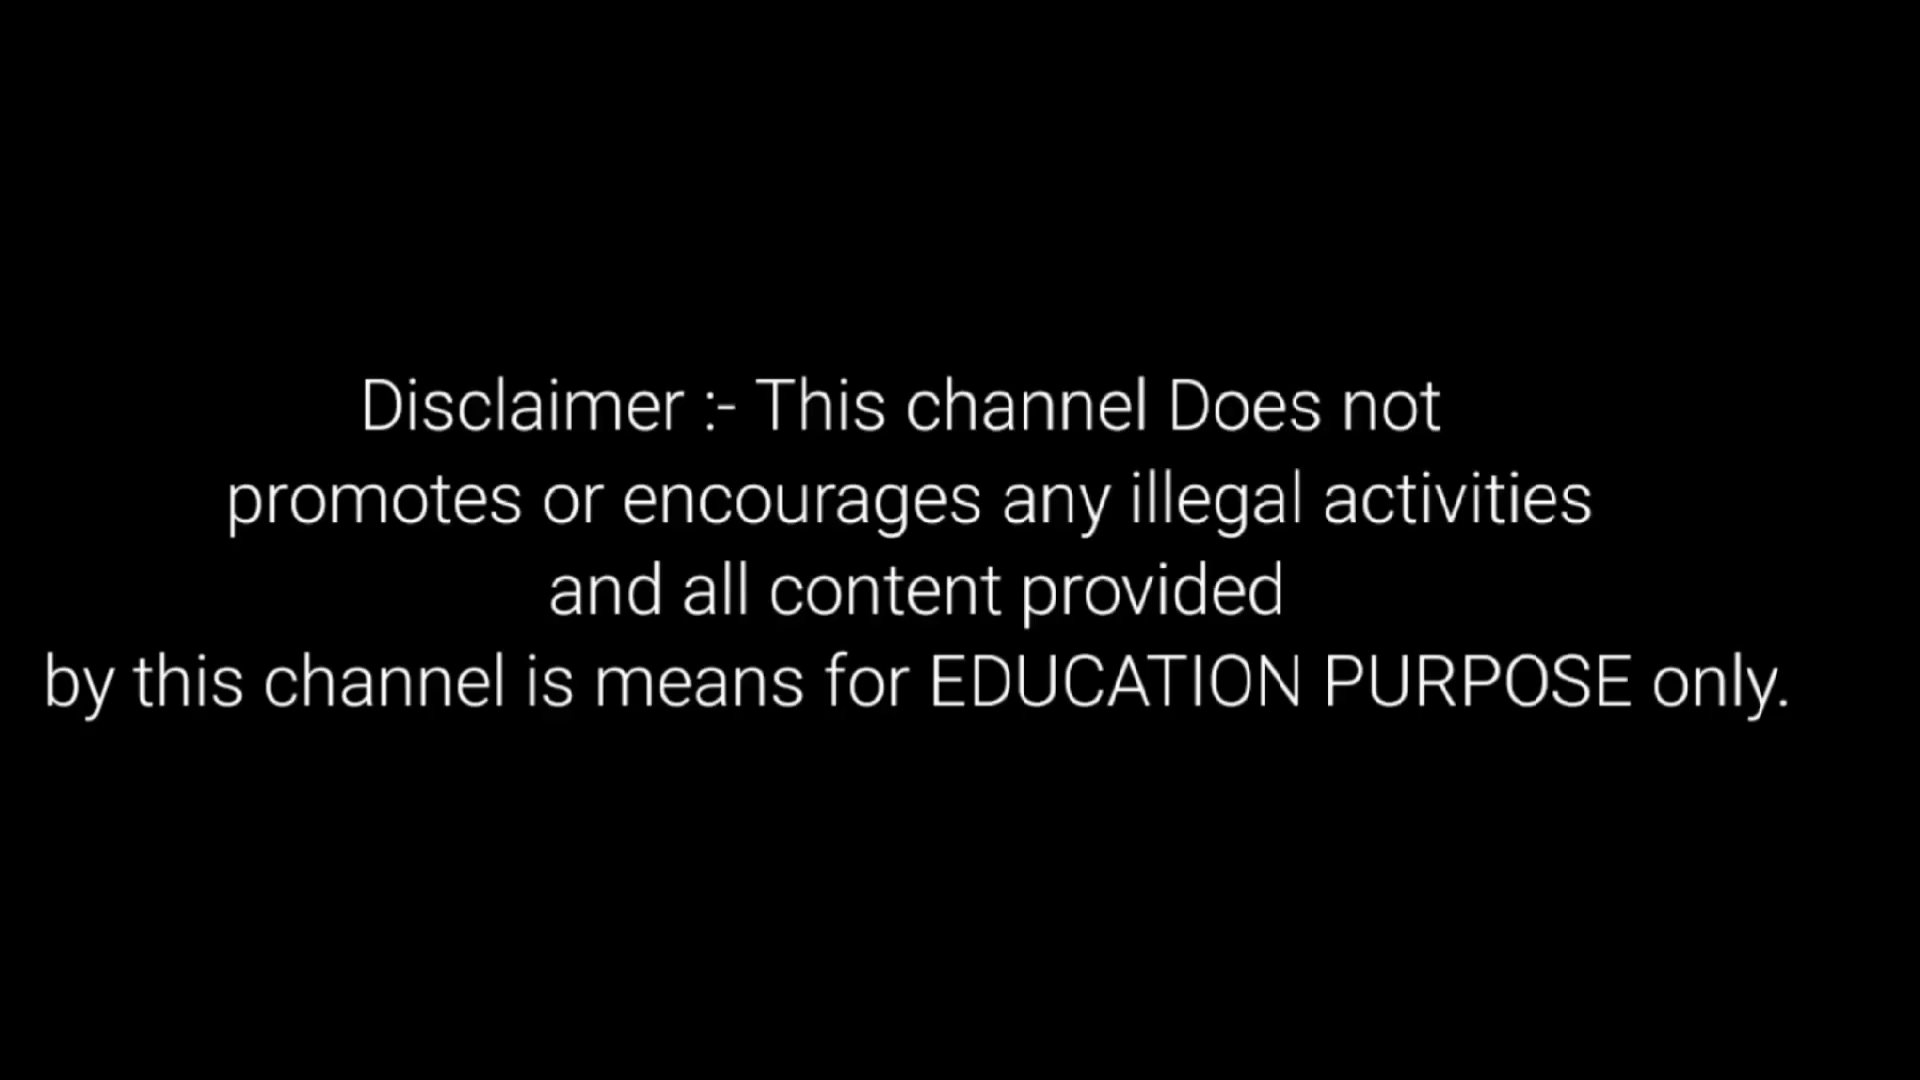 Disclaimer :- This channel Does not
promotes or encourages any illegal activities
and all content provided
by this channel is means for EDUCATION PURPOSE only.